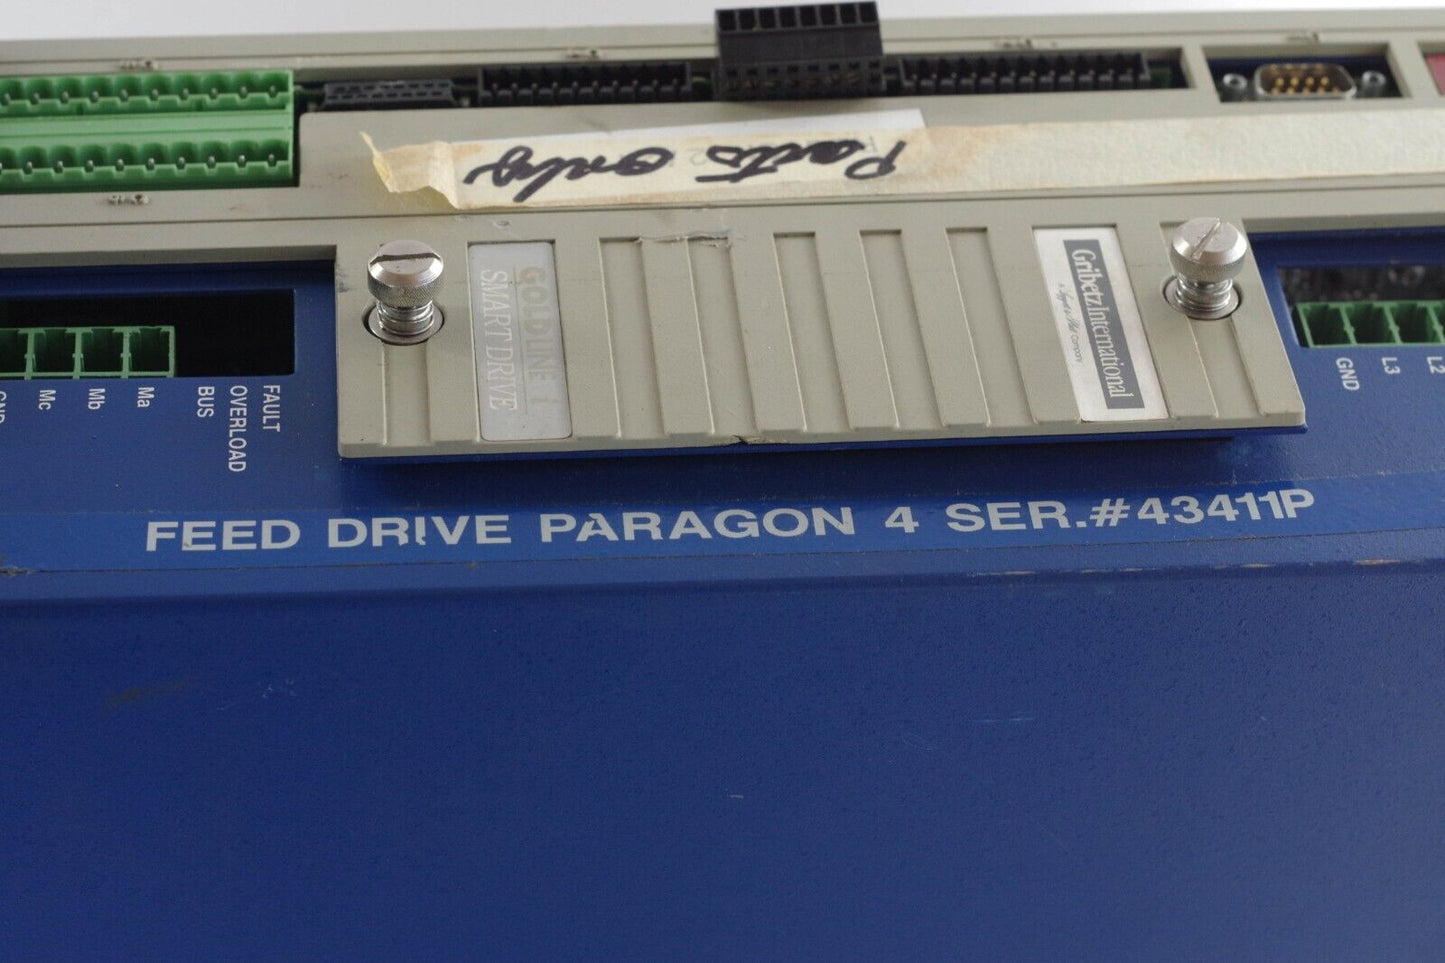 Parts only
GOLDLINE
SMART DRIVE
Gribetz International
Company
GND
L3
L2
Mc
Mb
Ma
BUS
OVERLOAD
FAULT
FEED DRIVE PARAGON 4 SER.#43411P